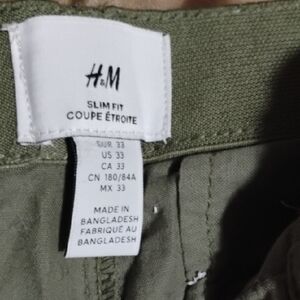 H&M
SLIM FIT
COUPE ÉTROITE
EUR 33
US 33
CA 33
CN 180/84A
MX 33
MADE IN
BANGLADESH
FABRIQUÉ AU
BANGLADESH